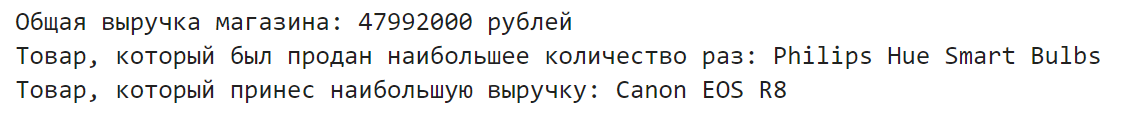 Общая выручка магазина: 47992000 рублей
Товар, который был продан наибольшее количество раз: Philips Hue Smart Bulbs
Товар, который принес наибольшую выручку: Canon EOS R8